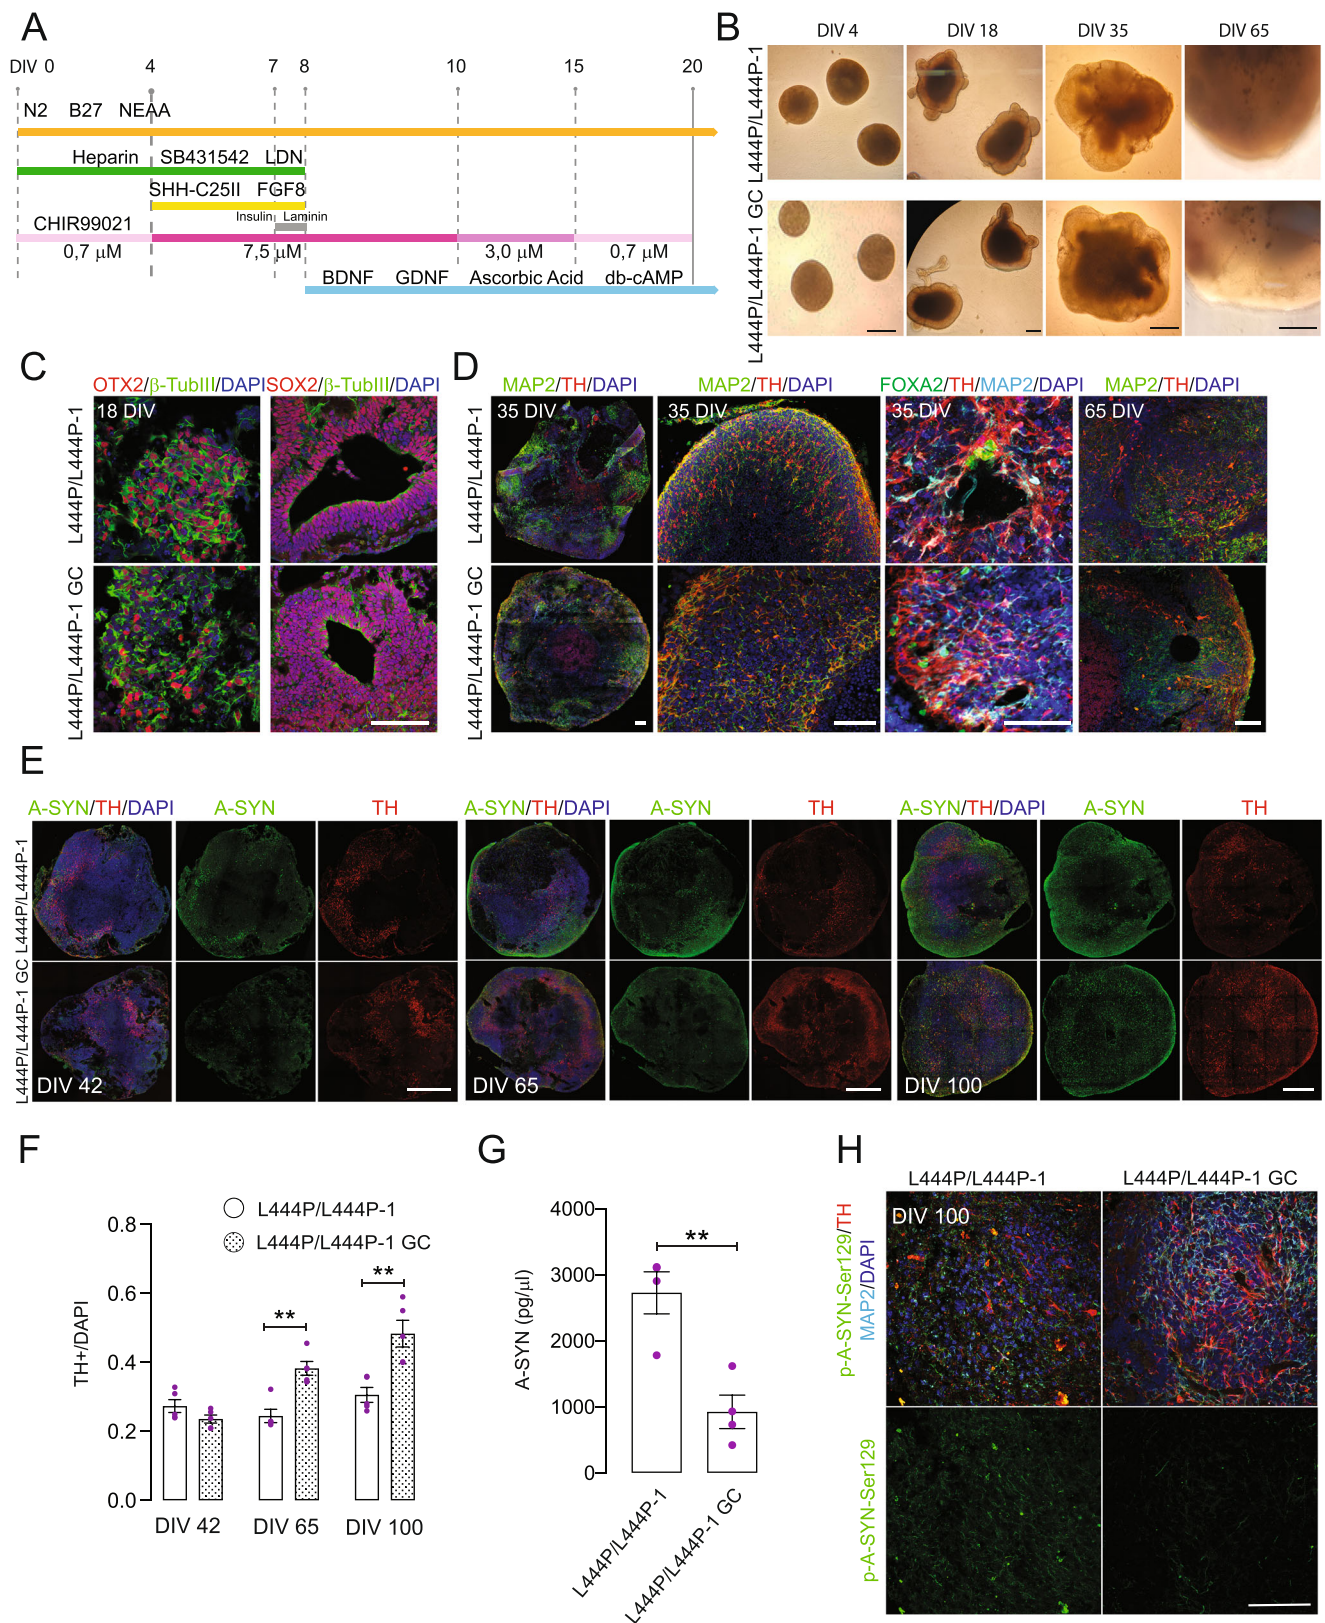 A
DIV 0 4 7 8 10 15 20
N2 B27 NEAA
Heparin SB431542 LDN
SHH-C25II FGF8
Insulin Laminin
CHIR99021
0,7 µM 7,5 µM 3,0 µM 0,7 µM
BDNF GDNF Ascorbic Acid db-cAMP
B
DIV 4 DIV 18 DIV 35 DIV 65
L444P/L444P-1
L444P/L444P-1 GC
C
OTX2/β-TubIII/DAPI SOX2/β-TubIII/DAPI
18 DIV
L444P/L444P-1
L444P/L444P-1 GC
D
MAP2/TH/DAPI MAP2/TH/DAPI FOXA2/TH/MAP2/DAPI MAP2/TH/DAPI
35 DIV 35 DIV 35 DIV 65 DIV
L444P/L444P-1
L444P/L444P-1 GC
E
A-SYN/TH/DAPI A-SYN TH A-SYN/TH/DAPI A-SYN TH A-SYN/TH/DAPI A-SYN TH
L444P/L444P-1
L444P/L444P-1 GC
DIV 42 DIV 65 DIV 100
F
L444P/L444P-1
L444P/L444P-1 GC
TH+/DAPI
0.8
0.6
0.4
0.2
0.0
**
**
DIV 42 DIV 65 DIV 100
G
A-SYN (pg/µl)
4000
3000
2000
1000
0
**
L444P/L444P-1
L444P/L444P-1 GC
H
L444P/L444P-1 L444P/L444P-1 GC
DIV 100
p-A-SYN-Ser129/TH
MAP2/DAPI
p-A-SYN-Ser129